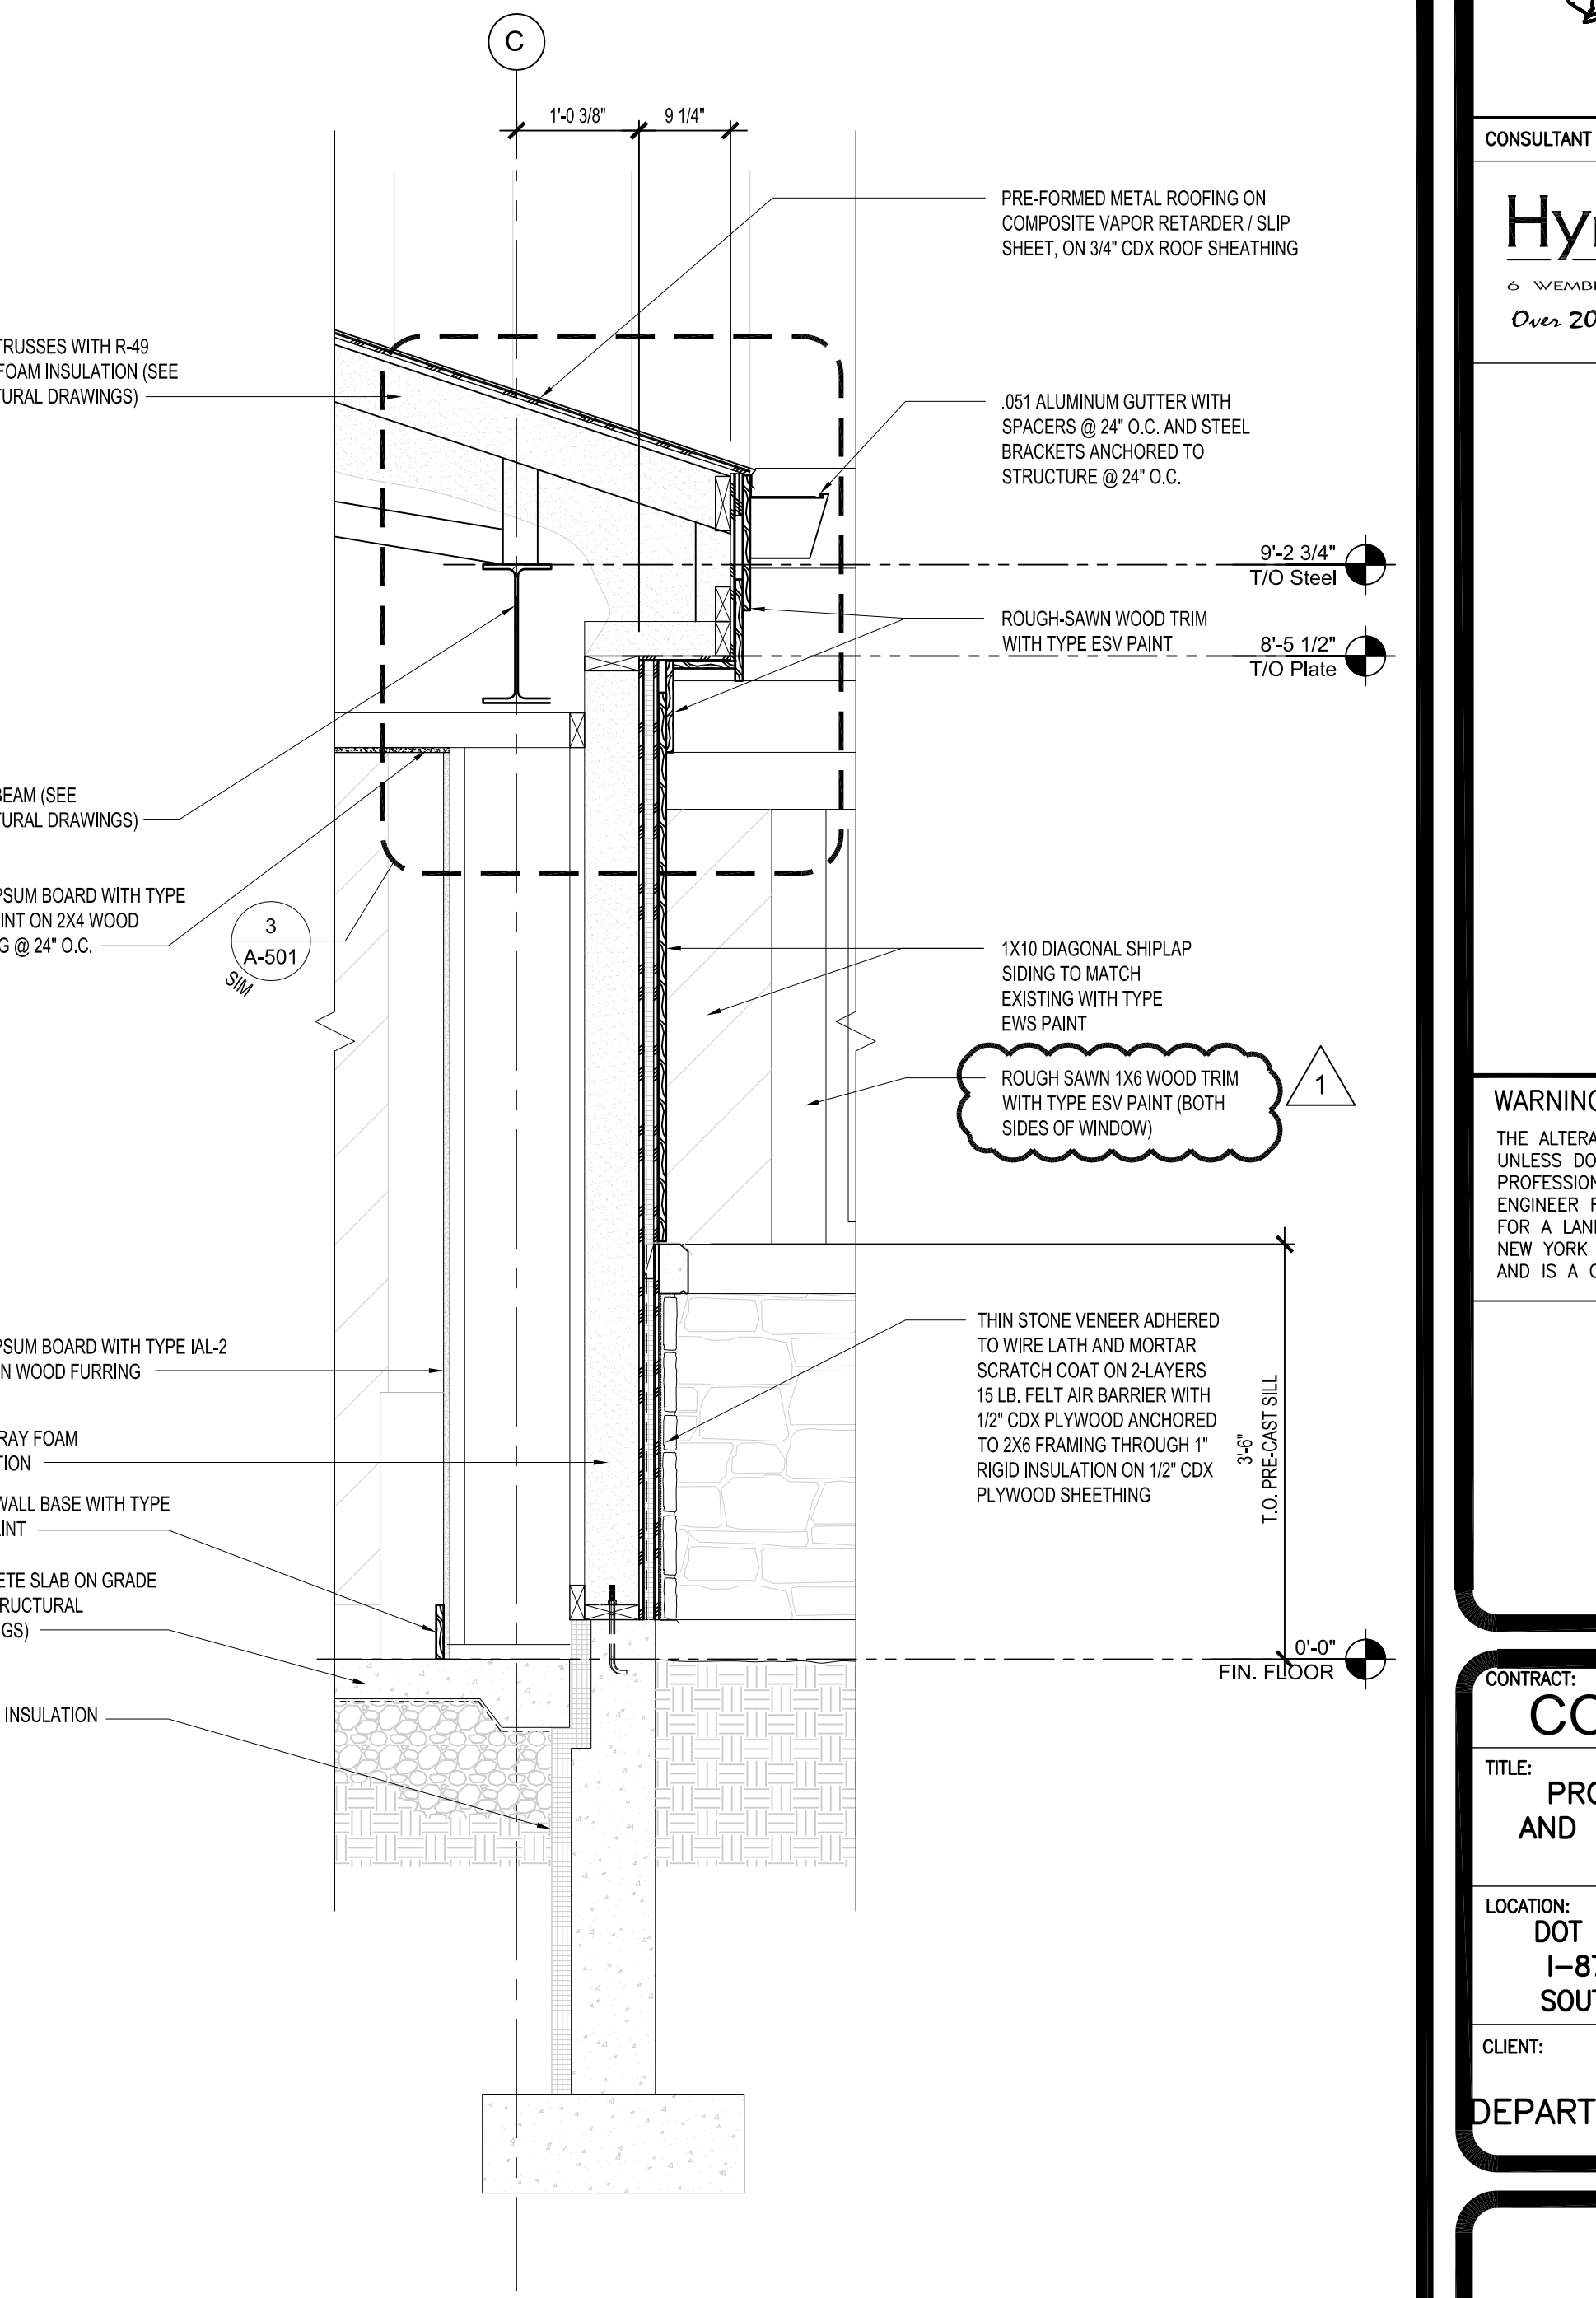 C
1'-0 3/8"
9 1/4"
PRE-FORMED METAL ROOFING ON
COMPOSITE VAPOR RETARDER / SLIP
SHEET, ON 3/4" CDX ROOF SHEATHING
TRUSSES WITH R-49
FOAM INSULATION (SEE
TURAL DRAWINGS)
.051 ALUMINUM GUTTER WITH
SPACERS @ 24" O.C. AND STEEL
BRACKETS ANCHORED TO
STRUCTURE @ 24" O.C.
9'-2 3/4"
T/O Steel
ROUGH-SAWN WOOD TRIM
WITH TYPE ESV PAINT
8'-5 1/2"
T/O Plate
BEAM (SEE
TURAL DRAWINGS)
PSUM BOARD WITH TYPE
INT ON 2X4 WOOD
G @ 24" O.C.
3
A-501
SIM
1X10 DIAGONAL SHIPLAP
SIDING TO MATCH
EXISTING WITH TYPE
EWS PAINT
ROUGH SAWN 1X6 WOOD TRIM
WITH TYPE ESV PAINT (BOTH
SIDES OF WINDOW)
1
THIN STONE VENEER ADHERED
TO WIRE LATH AND MORTAR
SCRATCH COAT ON 2-LAYERS
15 LB. FELT AIR BARRIER WITH
1/2" CDX PLYWOOD ANCHORED
TO 2X6 FRAMING THROUGH 1"
RIGID INSULATION ON 1/2" CDX
PLYWOOD SHEETHING
3'-6"
T.O. PRE-CAST SILL
PSUM BOARD WITH TYPE IAL-2
N WOOD FURRING
RAY FOAM
TION
WALL BASE WITH TYPE
AINT
ETE SLAB ON GRADE
RUCTURAL
GS)
0'-0"
FIN. FLOOR
INSULATION
CONSULTANT
Hy
6 WEMB
Over 20
WARNING
THE ALTERA
UNLESS DO
PROFESSION
ENGINEER F
FOR A LAN
NEW YORK
AND IS A C
CONTRACT:
CO
TITLE:
PRO
AND
LOCATION:
DOT
I-87
SOUT
CLIENT:
DEPART